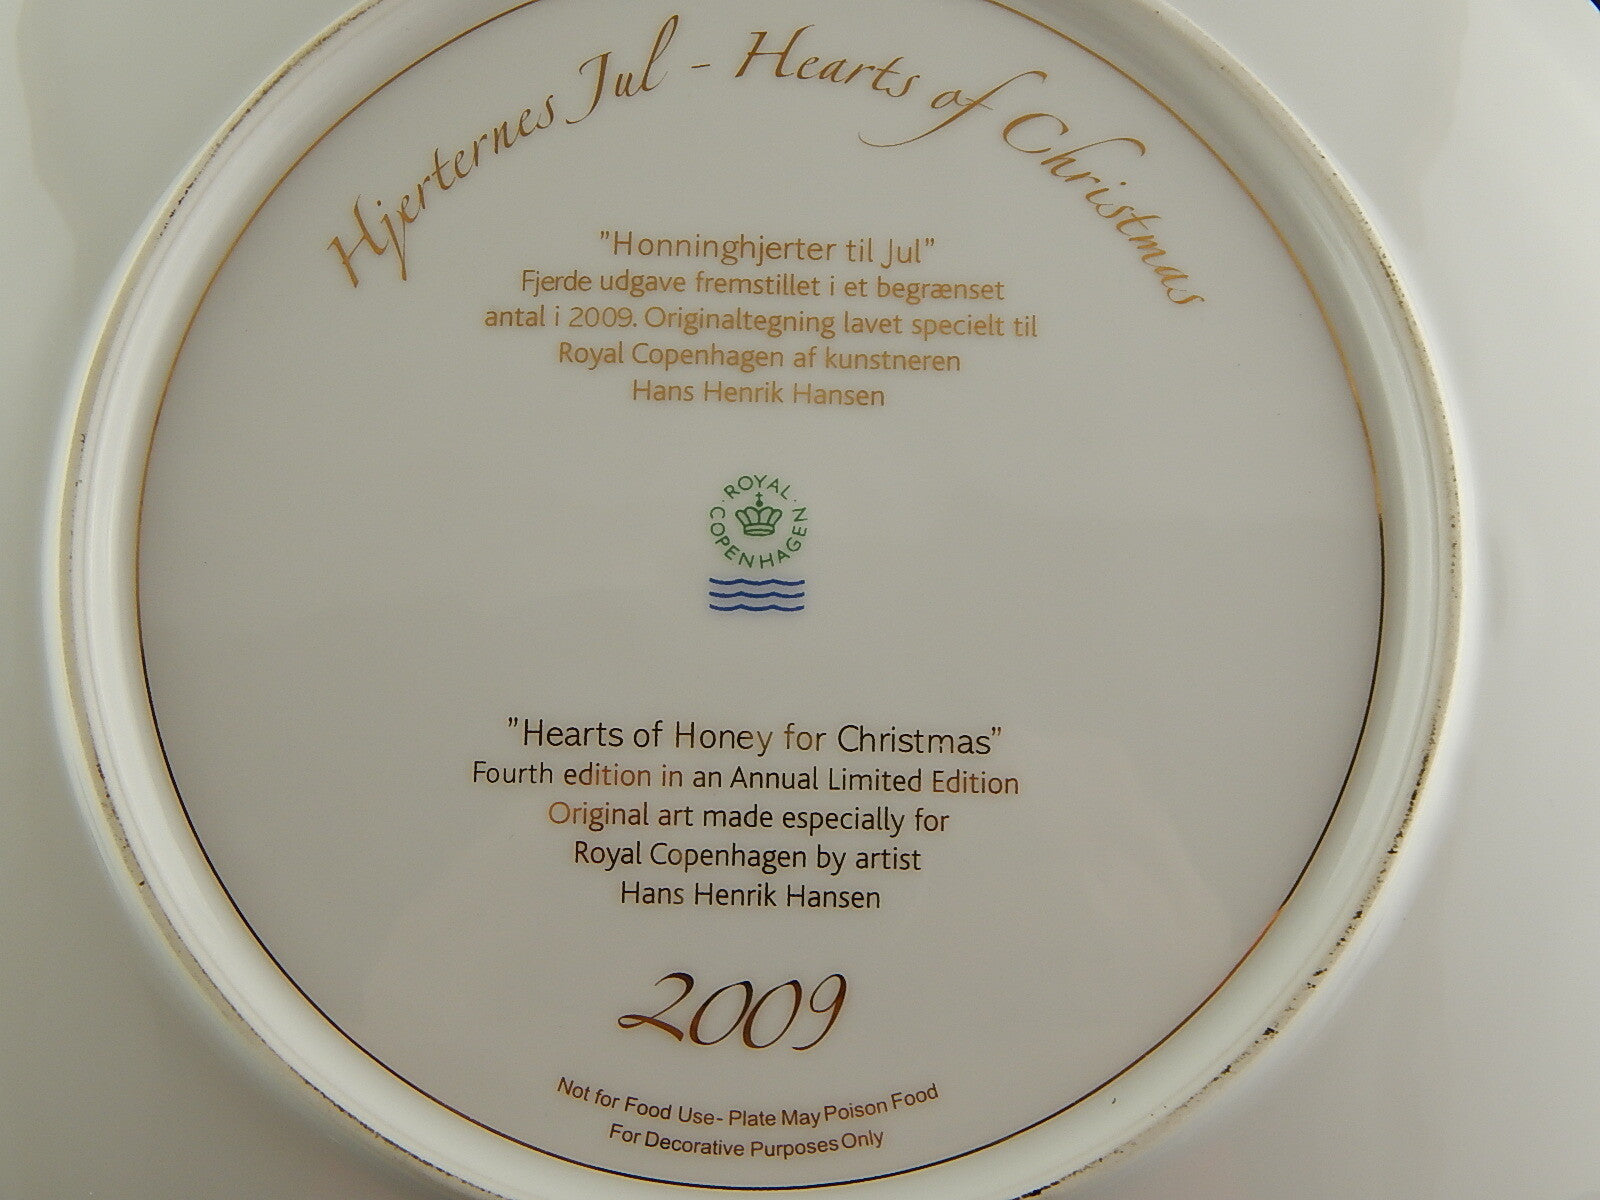 Hjerternes Jul - Hearts of Christmas
"Honninghjerter til Jul"
Fjerde udgave fremstillet i et begrænset
antal i 2009. Originaltegning lavet specielt til
Royal Copenhagen af kunstneren
Hans Henrik Hansen
ROYAL COPENHAGEN
"Hearts of Honey for Christmas"
Fourth edition in an Annual Limited Edition
Original art made especially for
Royal Copenhagen by artist
Hans Henrik Hansen
2009
Not for Food Use- Plate May Poison Food
For Decorative Purposes Only